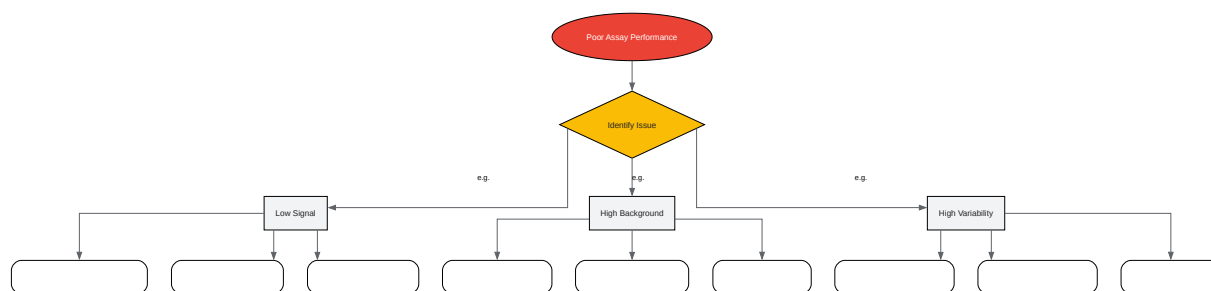 Poor Assay Performance
Identify Issue
e.g.
e.g.
e.g.
Low Signal
High Background
High Variability